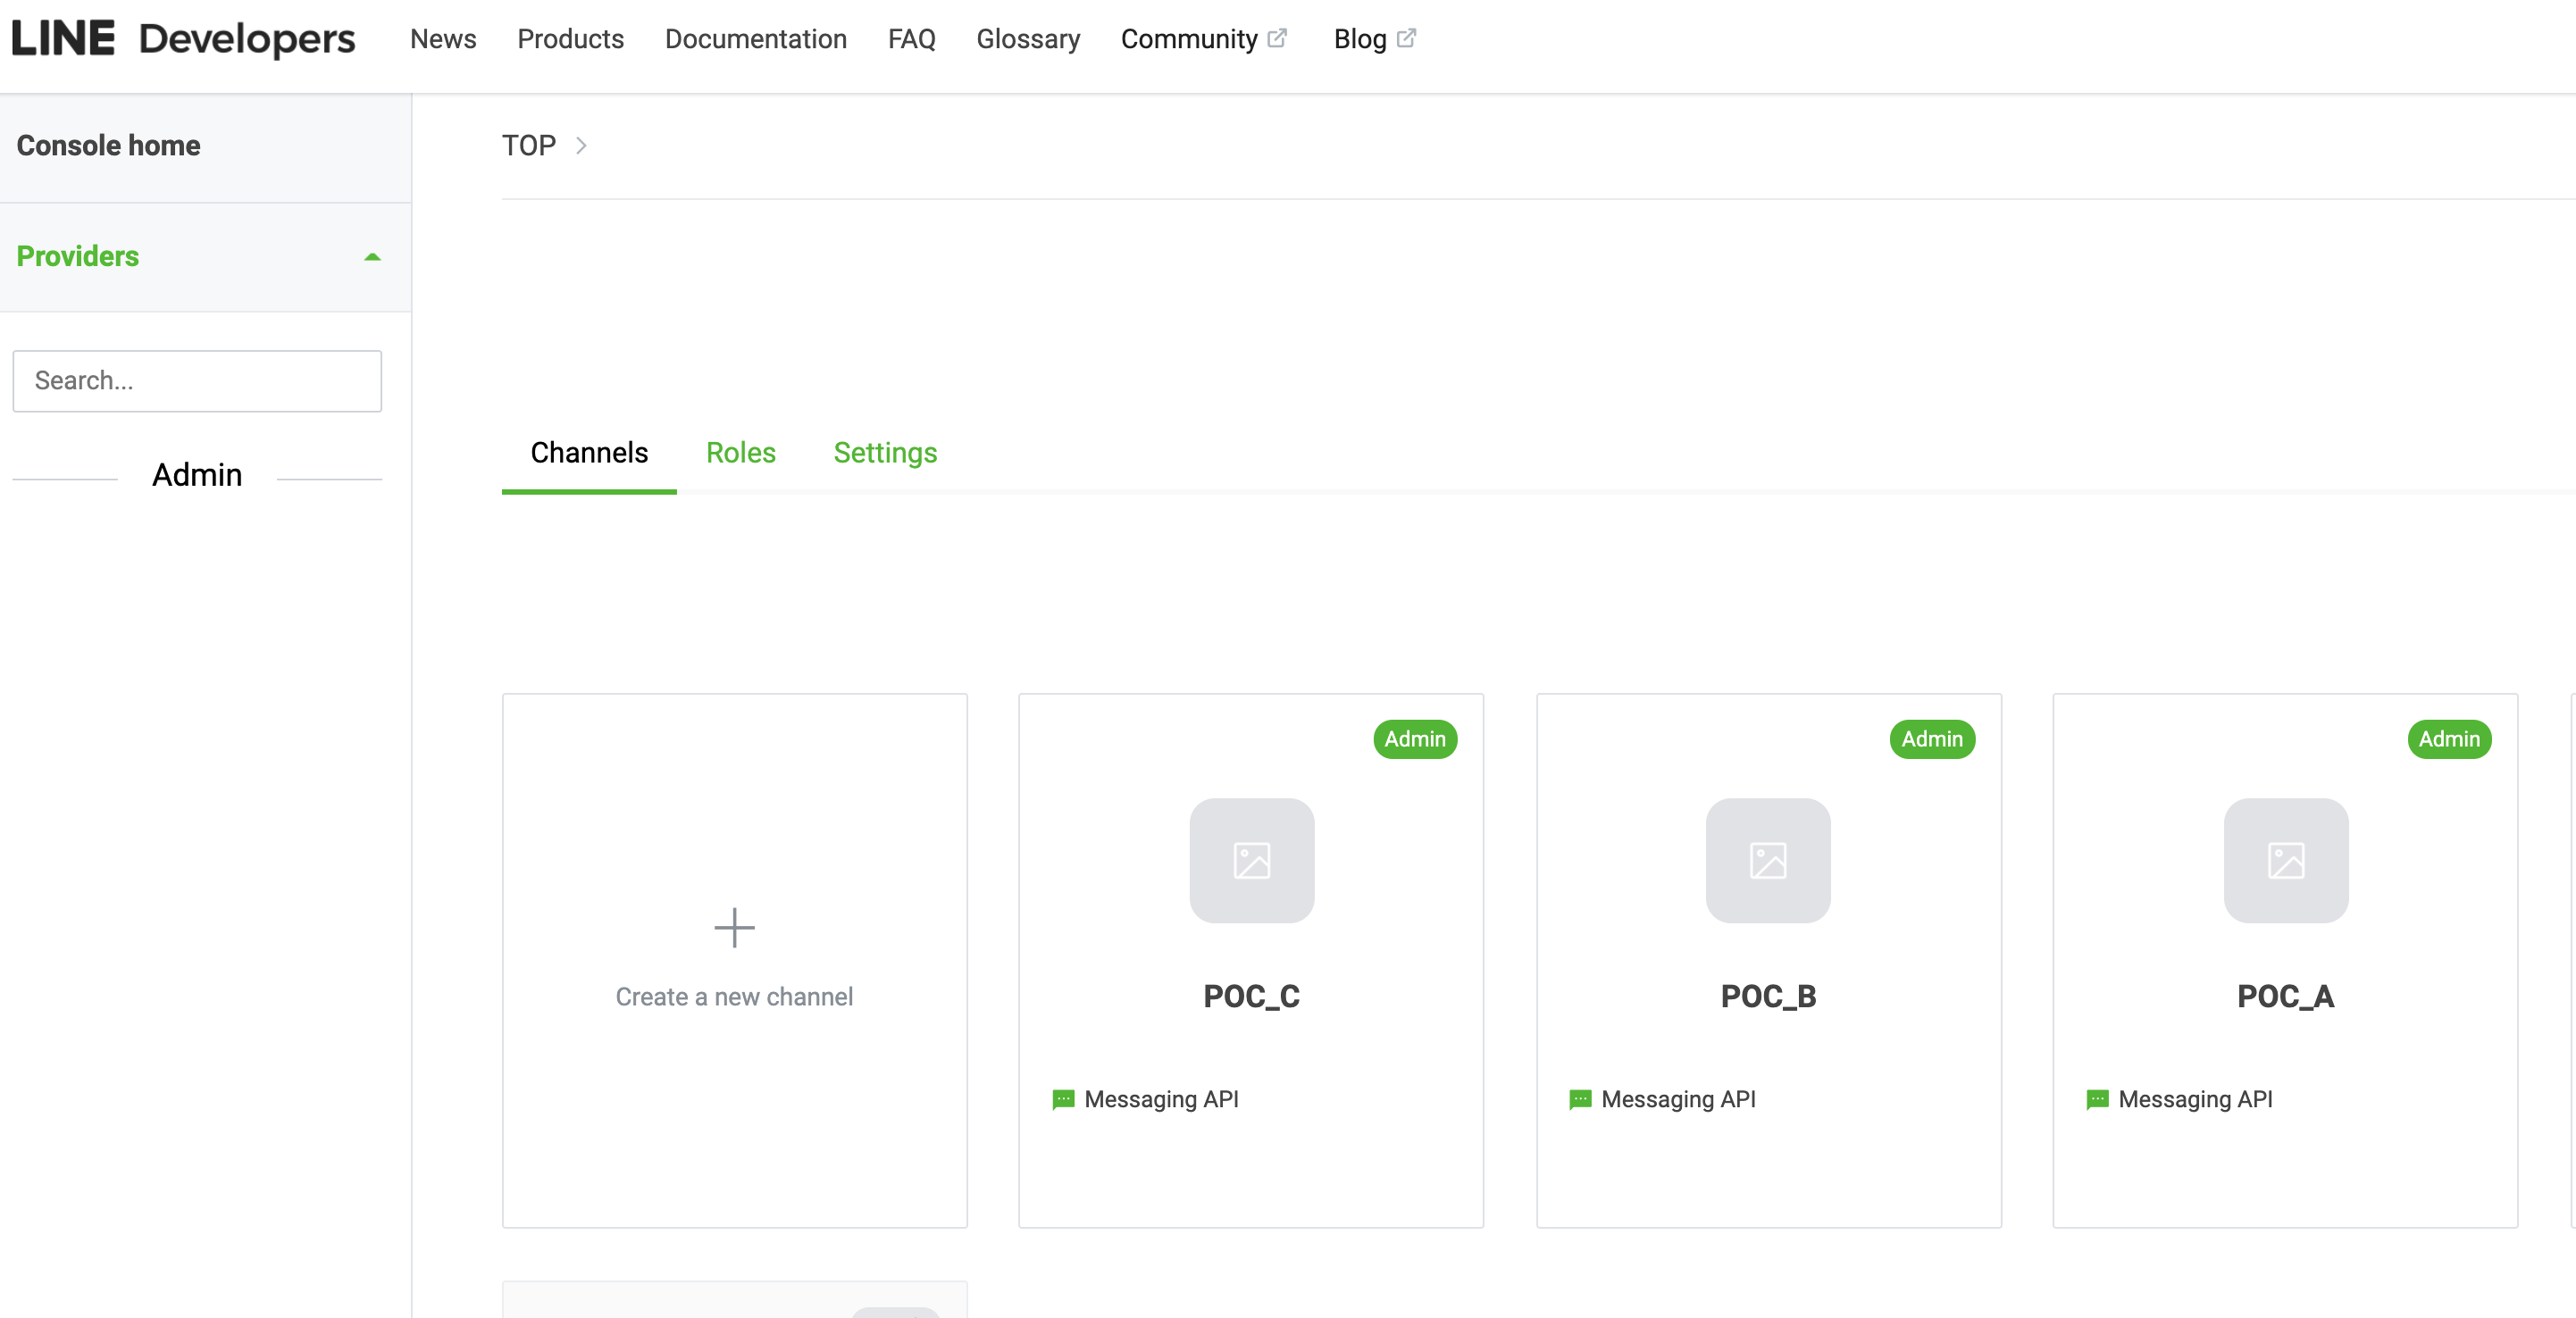 LINE Developers News Products Documentation FAQ Glossary Community Blog
Console home
TOP
Providers
Search...
Admin
Channels Roles Settings
Admin Admin Admin
Create a new channel
POC_C POC_B POC_A
Messaging API Messaging API Messaging API